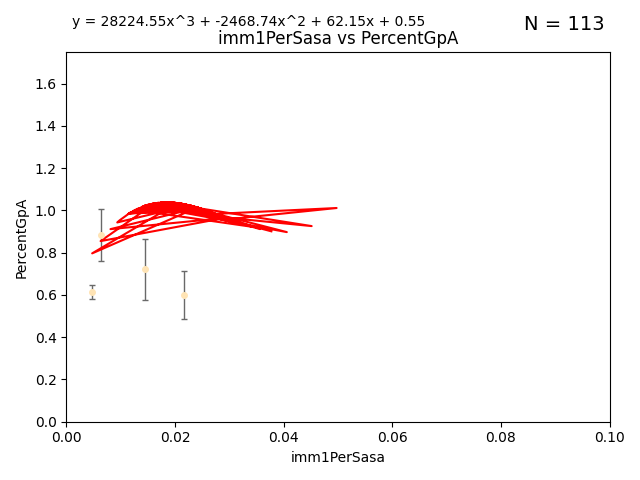 y = 28224.55x^3 + -2468.74x^2 + 62.15x + 0.55
N = 113
imm1PerSasa vs PercentGpA
PercentGpA
1.6
1.4
1.2
1.0
0.8
0.6
0.4
0.2
0.0
0.00 0.02 0.04 0.06 0.08 0.10
imm1PerSasa